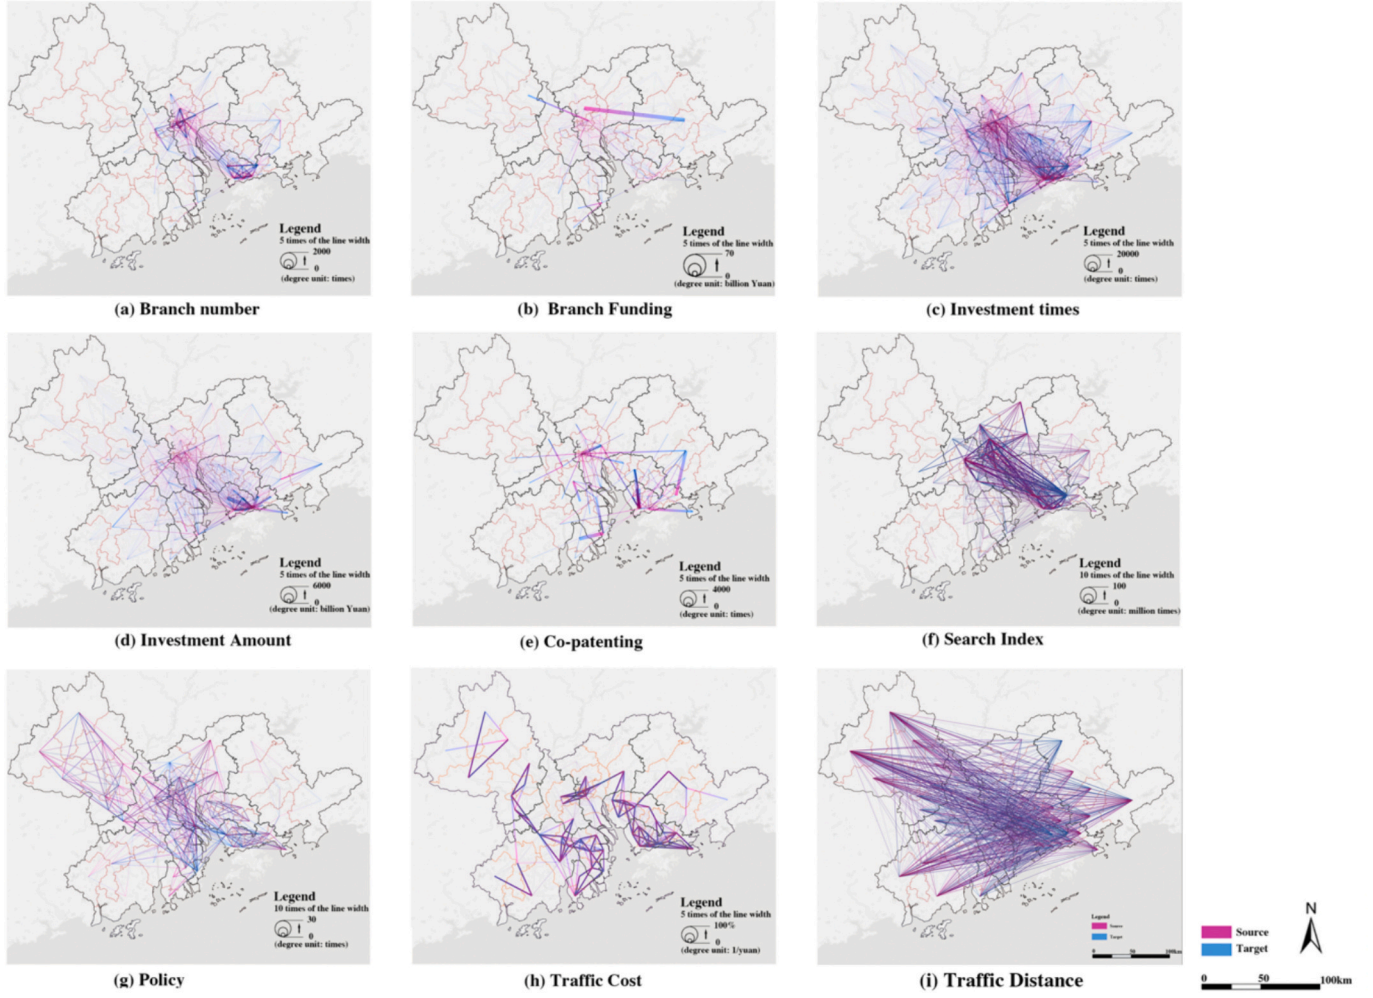 Legend
5 times of the line width
2000
0
(degree unit: times)
(a) Branch number
Legend
5 times of the line width
70
0
(degree unit: billion Yuan)
(b) Branch Funding
Legend
5 times of the line width
20000
0
(degree unit: times)
(c) Investment times
Legend
5 times of the line width
6000
0
(degree unit: billion Yuan)
(d) Investment Amount
Legend
5 times of the line width
4000
0
(degree unit: times)
(e) Co-patenting
Legend
10 times of the line width
100
0
(degree unit: million times)
(f) Search Index
Legend
10 times of the line width
30
0
(degree unit: times)
(g) Policy
Legend
5 times of the line width
100%
0
(degree unit: 1/yuan)
(h) Traffic Cost
Legend
Source
Target
0 50 100km
(i) Traffic Distance
N
Source
Target
0 50 100km